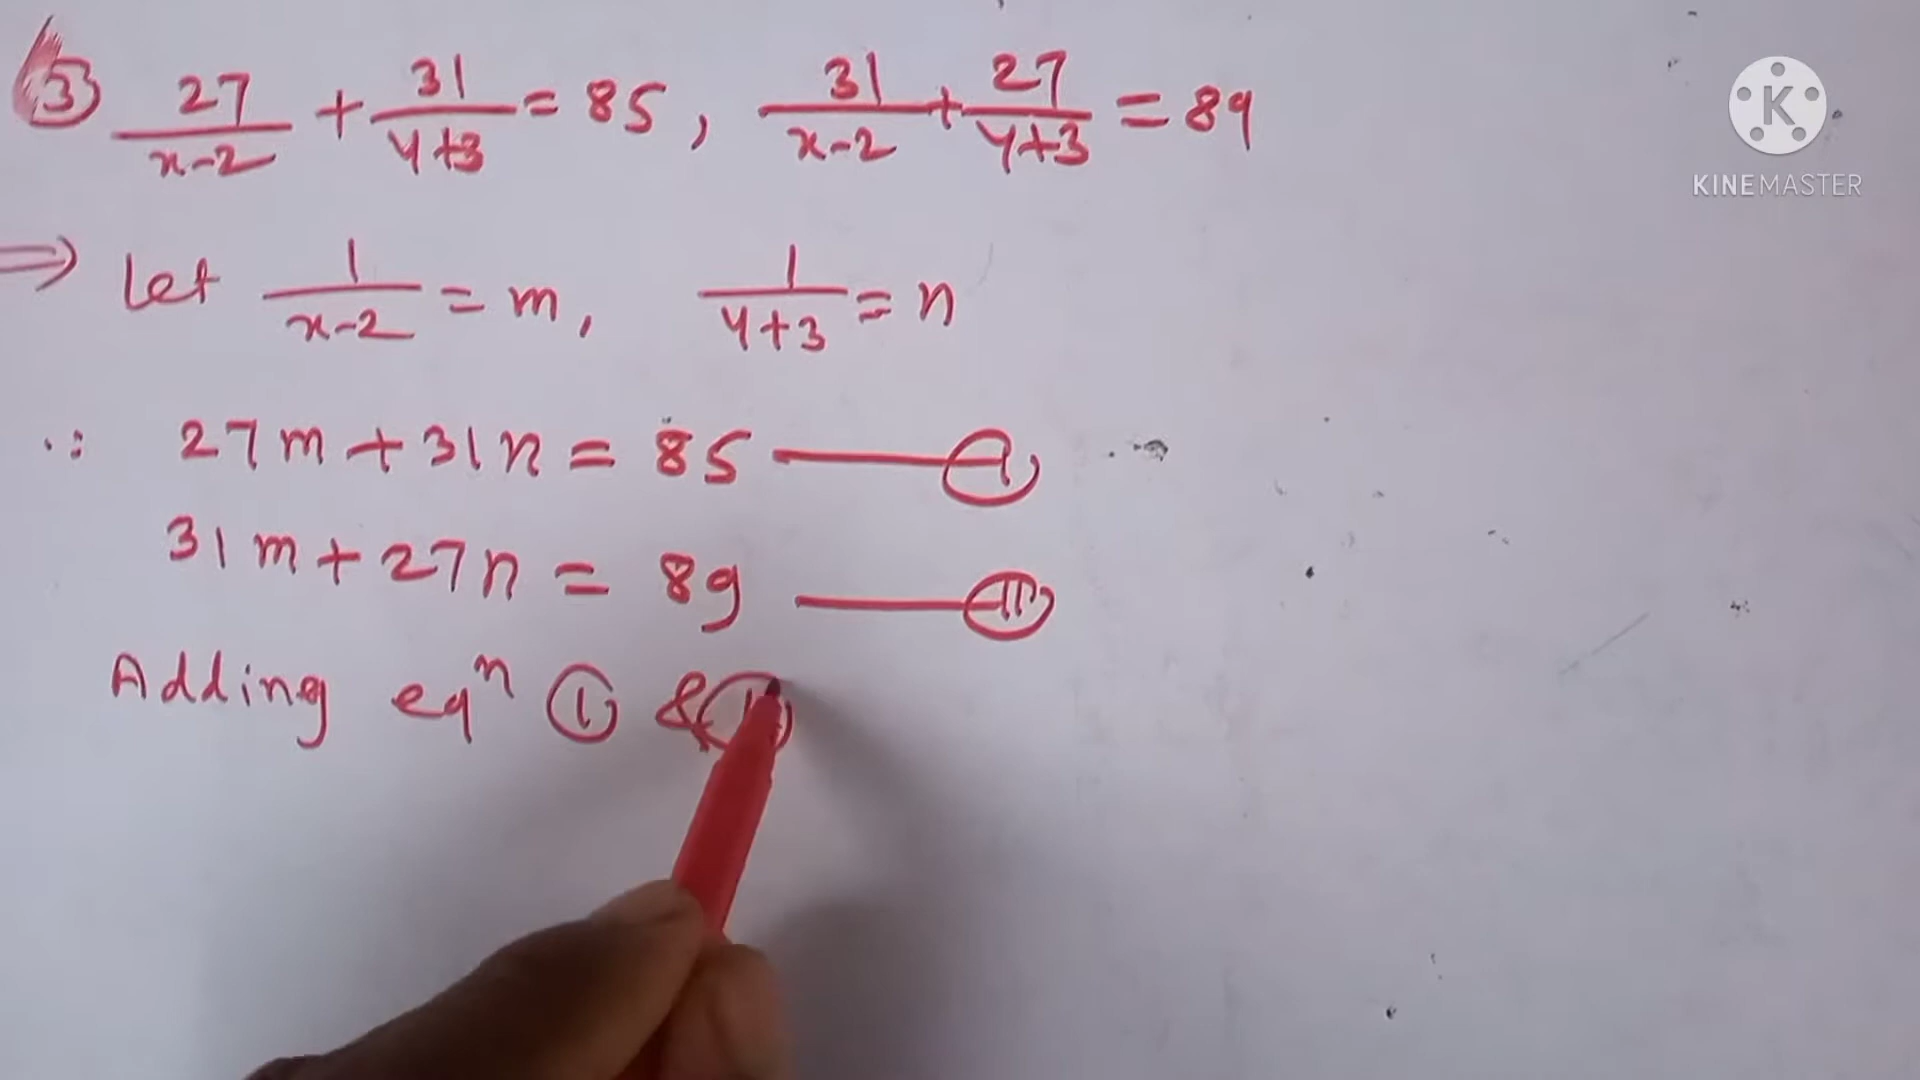 ③ 27/(x-2) + 31/(y+3) = 85, 31/(x-2) + 27/(y+3) = 89
⇒ Let 1/(x-2) = m, 1/(y+3) = n
∴ 27m + 31n = 85 — Ⓘ
31m + 27n = 89 — Ⅱ
Adding eqⁿ Ⓘ & Ⅱ
K
KINEMASTER